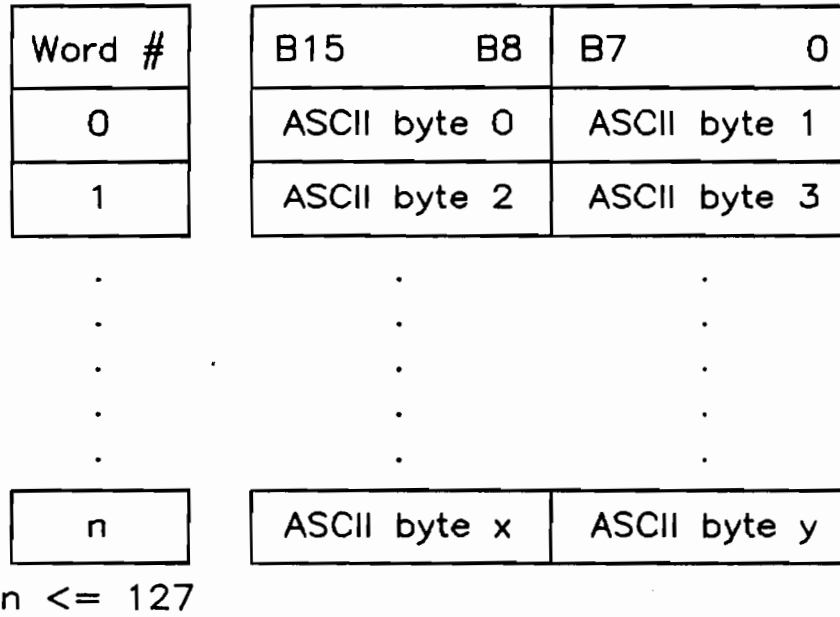 Word # B15 B8 B7 0
0 ASCII byte 0 ASCII byte 1
1 ASCII byte 2 ASCII byte 3
n ASCII byte x ASCII byte y
n <= 127